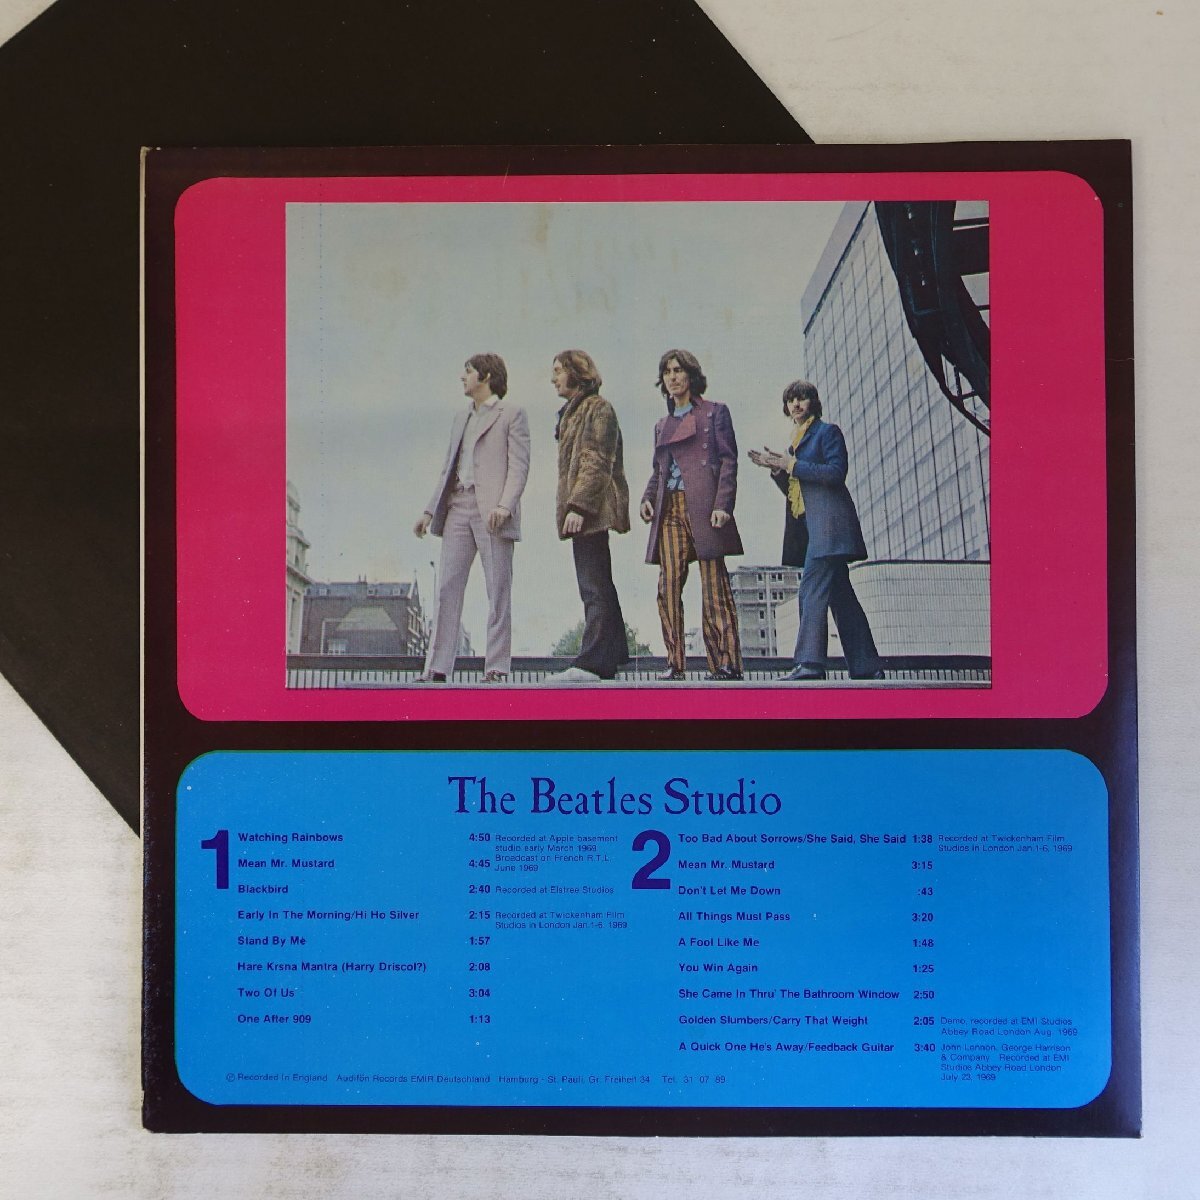 The Beatles Studio
1
Watching Rainbows 4:50 Recorded at Apple basement
studio early March 1969
Mean Mr. Mustard 4:45 Broadcast on French R.T.L.
June 1969
Blackbird 2:40 Recorded at Elstree Studios
Early In The Morning/Hi Ho Silver 2:15 Recorded at Twickenham Film
Studios in London Jan.1-6, 1969
Stand By Me 1:57
Hare Krsna Mantra (Harry Driscol?) 2:08
Two Of Us 3:04
One After 909 1:13
2
Too Bad About Sorrows/She Said, She Said 1:38 Recorded at Twickenham Film
Studios in London Jan.1-6, 1969
Mean Mr. Mustard 3:15
Don't Let Me Down :43
All Things Must Pass 3:20
A Fool Like Me 1:48
You Win Again 1:25
She Came In Thru' The Bathroom Window 2:50
Golden Slumbers/Carry That Weight 2:05 Demo, recorded at EMI Studios
Abbey Road London Aug. 1969
A Quick One He's Away/Feedback Guitar 3:40 John Lennon, George Harrison
& Company. Recorded at EMI
Studios Abbey Road London
July 23, 1969
℗ Recorded in England Audifön Records EMIR Deutschland Hamburg - St. Pauli, Gr. Freiheit 34 Tel. 31 07 89